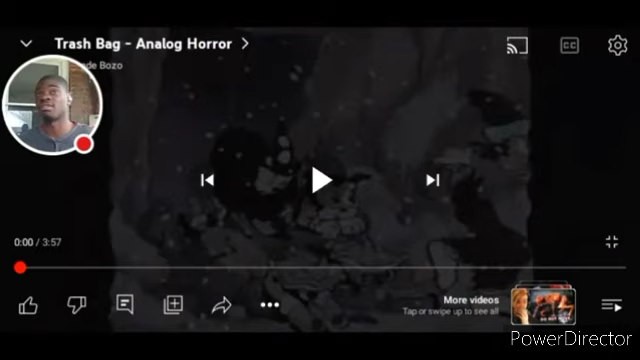 Trash Bag - Analog Horror
de Bozo
CC
0:00 / 3:57
More videos
Tap or swipe up to see all
PowerDirector